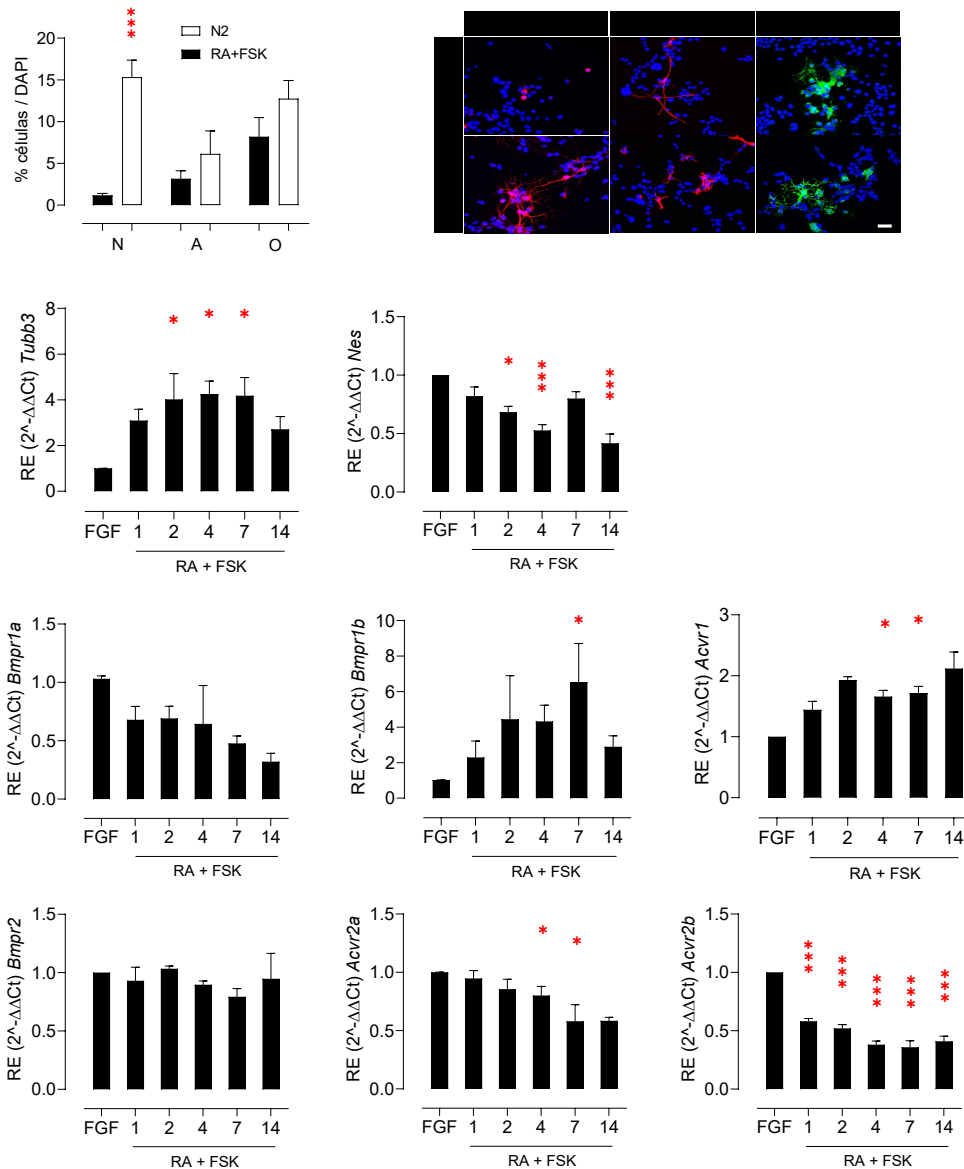 ***
N2
RA+FSK
% células / DAPI
20
15
10
5
0
N A O
RE (2^-ΔΔCt) Tubb3
8
6
4
2
0
* * *
FGF 1 2 4 7 14
RA + FSK
RE (2^-ΔΔCt) Nes
1.5
1.0
0.5
0.0
* *** ***
FGF 1 2 4 7 14
RA + FSK
RE (2^-ΔΔCt) Bmpr1a
1.5
1.0
0.5
0.0
FGF 1 2 4 7 14
RA + FSK
RE (2^-ΔΔCt) Bmpr1b
10
8
6
4
2
0
*
FGF 1 2 4 7 14
RA + FSK
RE (2^-ΔΔCt) Acvr1
3
2
1
0
* *
FGF 1 2 4 7 14
RA + FSK
RE (2^-ΔΔCt) Bmpr2
1.5
1.0
0.5
0.0
FGF 1 2 4 7 14
RA + FSK
RE (2^-ΔΔCt) Acvr2a
1.5
1.0
0.5
0.0
* *
FGF 1 2 4 7 14
RA + FSK
RE (2^-ΔΔCt) Acvr2b
1.5
1.0
0.5
0.0
*** *** *** *** ***
FGF 1 2 4 7 14
RA + FSK